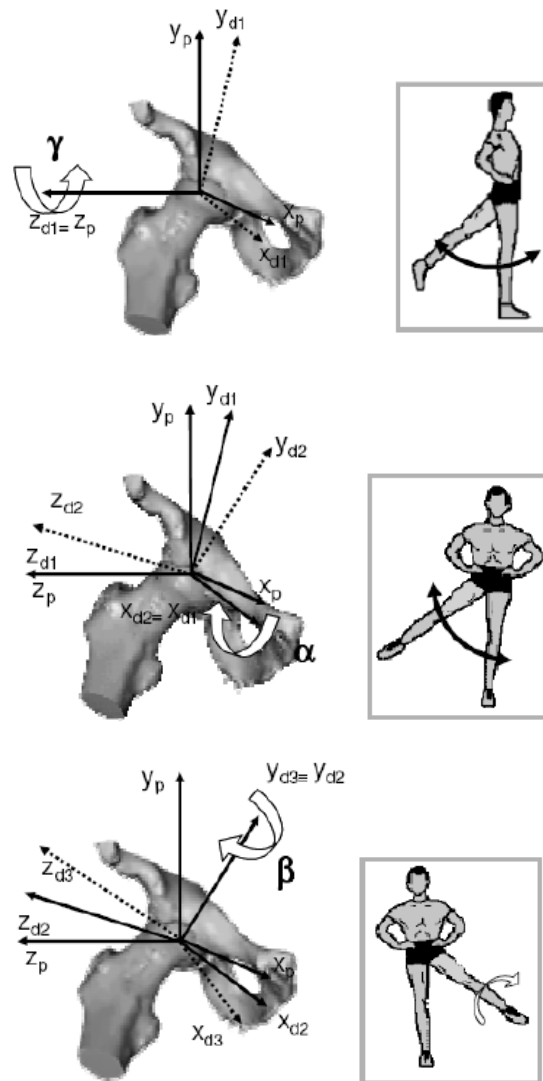 y_p y_d1
γ
z_d1= z_p
x_p
x_d1
y_p y_d1
y_d2
z_d2
z_d1
z_p
x_p
x_d2= x_d1
α
y_p y_d3= y_d2
z_d3
β
z_d2
z_p
x_p
x_d2
x_d3